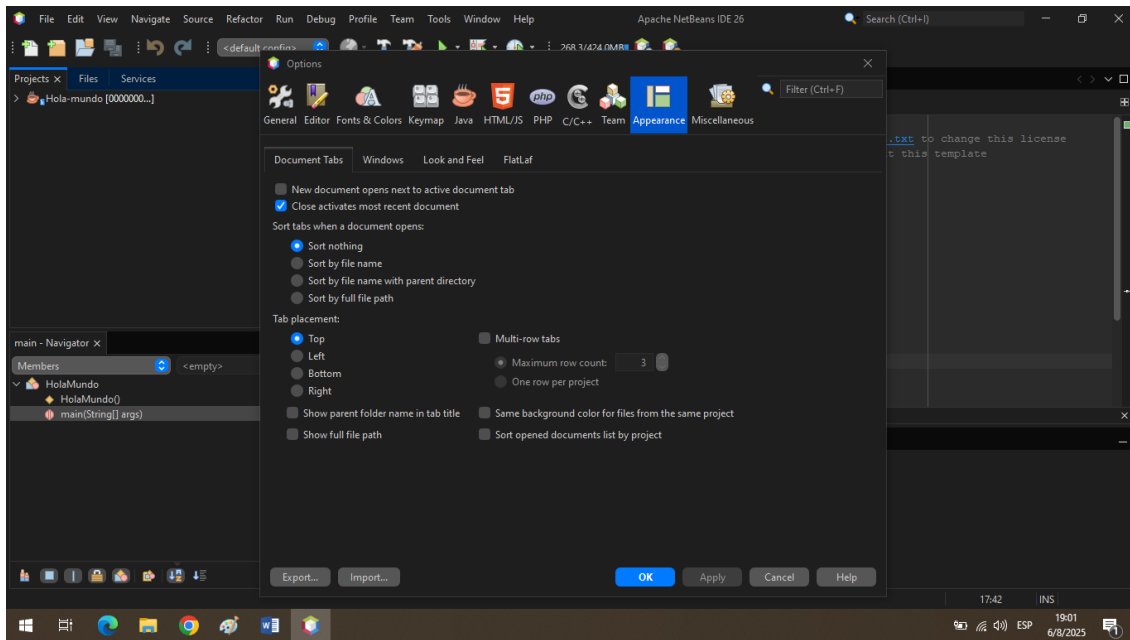 File Edit View Navigate Source Refactor Run Debug Profile Team Tools Window Help Apache NetBeans IDE 26 Search (Ctrl+I)
<default config> 268.3/424.0MB
Options
Projects Files Services
Hola-mundo [0000000...]
Filter (Ctrl+F)
General Editor Fonts & Colors Keymap Java HTML/JS PHP C/C++ Team Appearance Miscellaneous
php
.txt to change this license
t this template
Document Tabs Windows Look and Feel FlatLaf
New document opens next to active document tab
Close activates most recent document
Sort tabs when a document opens:
Sort nothing
Sort by file name
Sort by file name with parent directory
Sort by full file path
Tab placement:
Top Multi-row tabs
Left Maximum row count: 3
Bottom One row per project
Right
Show parent folder name in tab title Same background color for files from the same project
Show full file path Sort opened documents list by project
main - Navigator
Members <empty>
HolaMundo
HolaMundo()
main(String[] args)
Export... Import... OK Apply Cancel Help
17:42 INS
ESP 19:01
6/8/2025
1